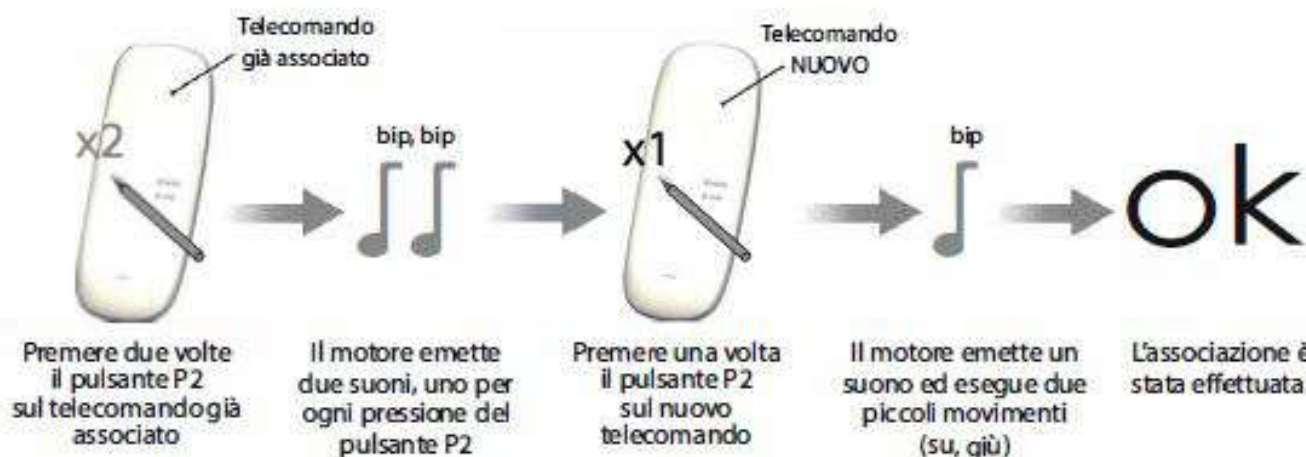 Telecomando
già associato
Telecomando
NUOVO
x2
bip, bip
x1
bip
ok
Premere due volte
il pulsante P2
sul telecomando già
associato
Il motore emette
due suoni, uno per
ogni pressione del
pulsante P2
Premere una volta
il pulsante P2
sul nuovo
telecomando
Il motore emette un
suono ed esegue due
piccoli movimenti
(su, giù)
L'associazione è
stata effettuata